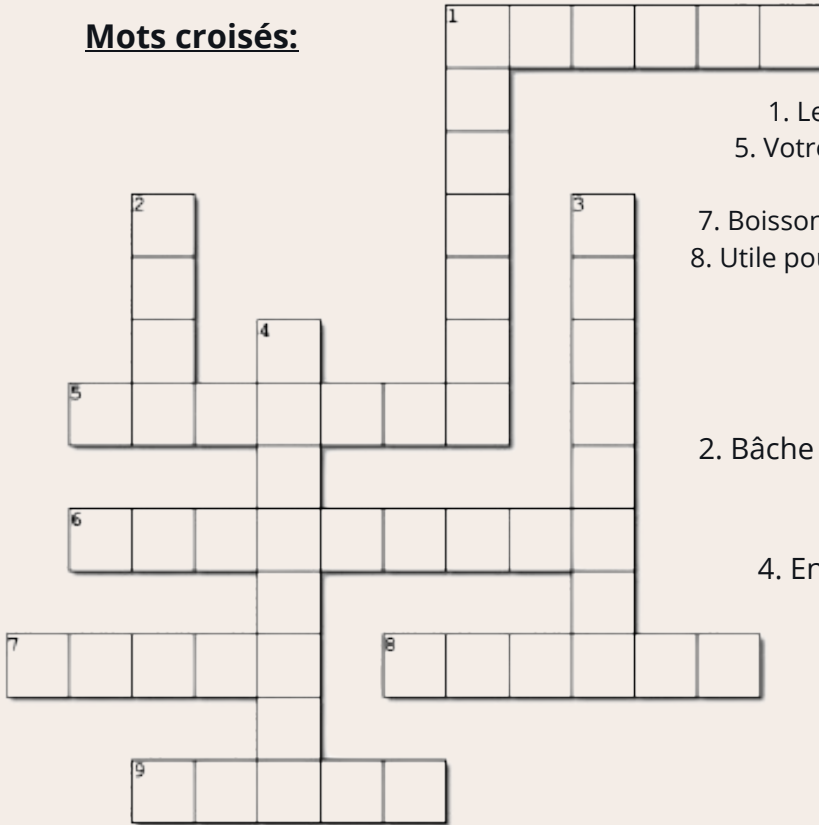 Mots croisés:
1
1. Le
5. Votr
2
3
7. Boisson
8. Utile pou
4
5
2. Bâche
6
4. En
7
8
9